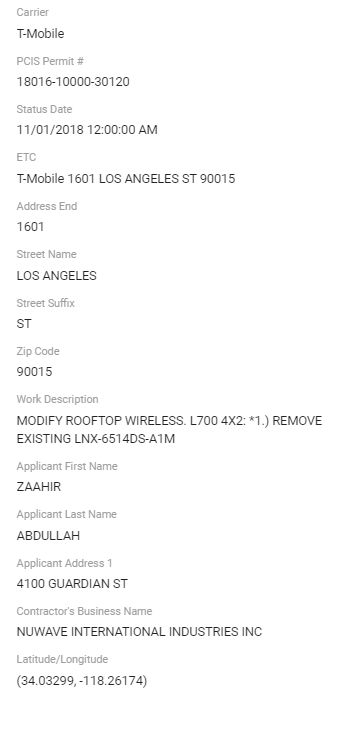 Carrier
T-Mobile
PCIS Permit #
18016-10000-30120
Status Date
11/01/2018 12:00:00 AM
ETC
T-Mobile 1601 LOS ANGELES ST 90015
Address End
1601
Street Name
LOS ANGELES
Street Suffix
ST
Zip Code
90015
Work Description
MODIFY ROOFTOP WIRELESS. L700 4X2: *1.) REMOVE
EXISTING LNX-6514DS-A1M
Applicant First Name
ZAAHIR
Applicant Last Name
ABDULLAH
Applicant Address 1
4100 GUARDIAN ST
Contractor's Business Name
NUWAVE INTERNATIONAL INDUSTRIES INC
Latitude/Longitude
(34.03299, -118.26174)